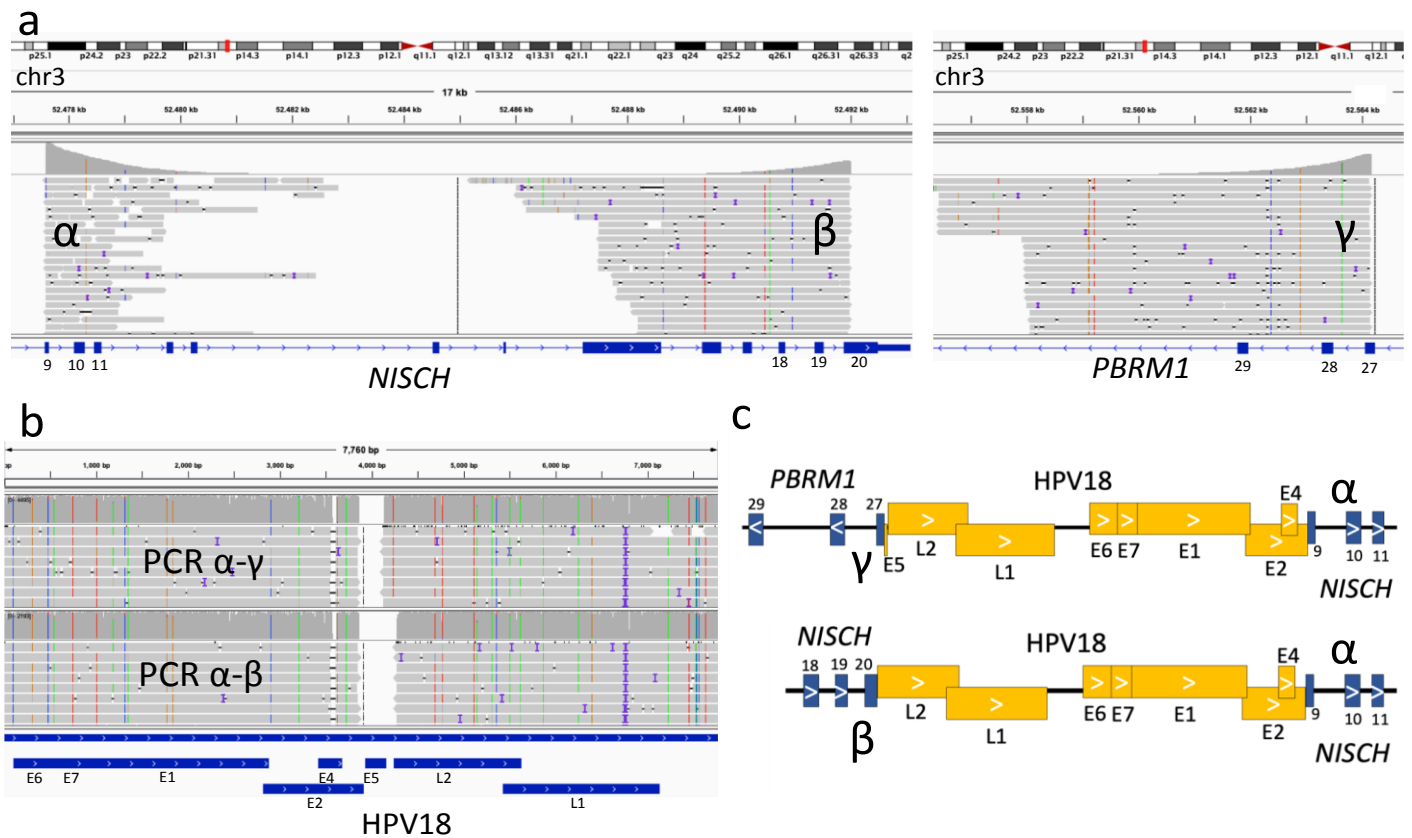 a
p25.1 p24.2 p23 p22.2 p21.31 p14.3 p14.1 p12.3 p12.1 q11.1 q12.1 q13.12 q13.31 q21.1 q22.1 q23 q24 q25.2 q26.1 q26.31 q26.33 q2
p25.1 p24.2 p23 p22.2 p21.31 p14.3 p14.1 p12.3 p12.1 q11.1 q12.1
chr3
chr3
17 kb
52.478 kb 52.480 kb 52.482 kb 52.484 kb 52.486 kb 52.488 kb 52.490 kb 52.492 kb
52.558 kb 52.560 kb 52.562 kb 52.564 kb
α β γ
9 10 11 18 19 20
NISCH
29 28 27
PBRM1
b
7,760 bp
bp 1,000 bp 2,000 bp 3,000 bp 4,000 bp 5,000 bp 6,000 bp 7,000 bp
PCR α-γ
PCR α-β
E6 E7 E1 E4 E5 L2
E2 L1
HPV18
c
PBRM1 HPV18
29 28 27 E4 α
γ E5 L2 L1 E6 E7 E1 E2 9 10 11
NISCH
NISCH HPV18
18 19 20 E4 α
β L2 L1 E6 E7 E1 E2 9 10 11
NISCH